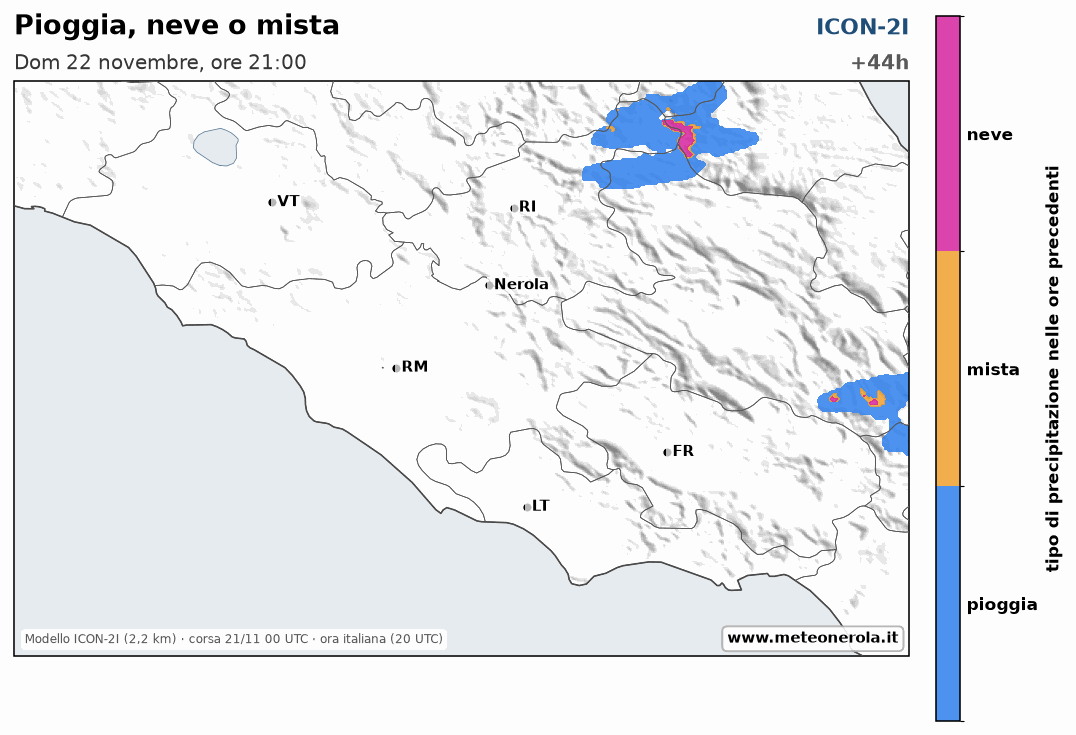 Pioggia, neve o mista
ICON-2I
Dom 22 novembre, ore 21:00
+44h
neve
mista
pioggia
tipo di precipitazione nelle ore precedenti
VT
RI
Nerola
RM
FR
LT
Modello ICON-2I (2,2 km) · corsa 21/11 00 UTC · ora italiana (20 UTC)
www.meteonerola.it